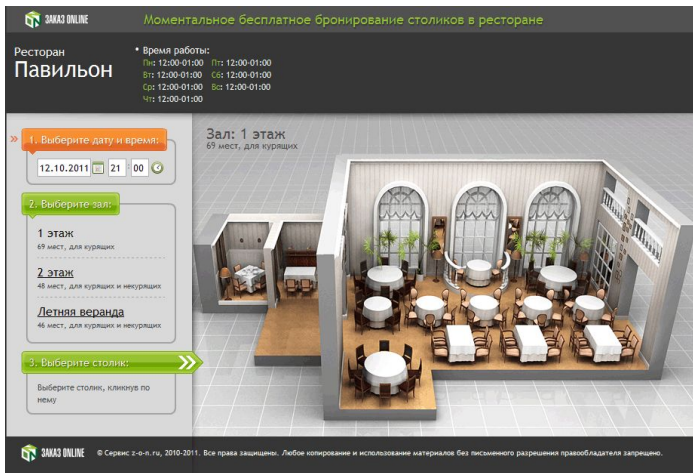 ЗАКАЗ ONLINE
Моментальное бесплатное бронирование столиков в ресторане
Ресторан
Павильон
• Время работы:
Пн: 12:00-01:00 Пт: 12:00-01:00
Вт: 12:00-01:00 Сб: 12:00-01:00
Ср: 12:00-01:00 Вс: 12:00-01:00
Чт: 12:00-01:00
» 1. Выберите дату и время:
12.10.2011 21 : 00
2. Выберите зал:
1 этаж
69 мест, для курящих
2 этаж
48 мест, для курящих и некурящих
Летняя веранда
46 мест, для курящих и некурящих
3. Выберите столик:
Выберите столик, кликнув по
нему
Зал: 1 этаж
69 мест, для курящих
ЗАКАЗ ONLINE
© Сервис z-o-n.ru, 2010-2011. Все права защищены. Любое копирование и использование материалов без письменного разрешения правообладателя запрещено.